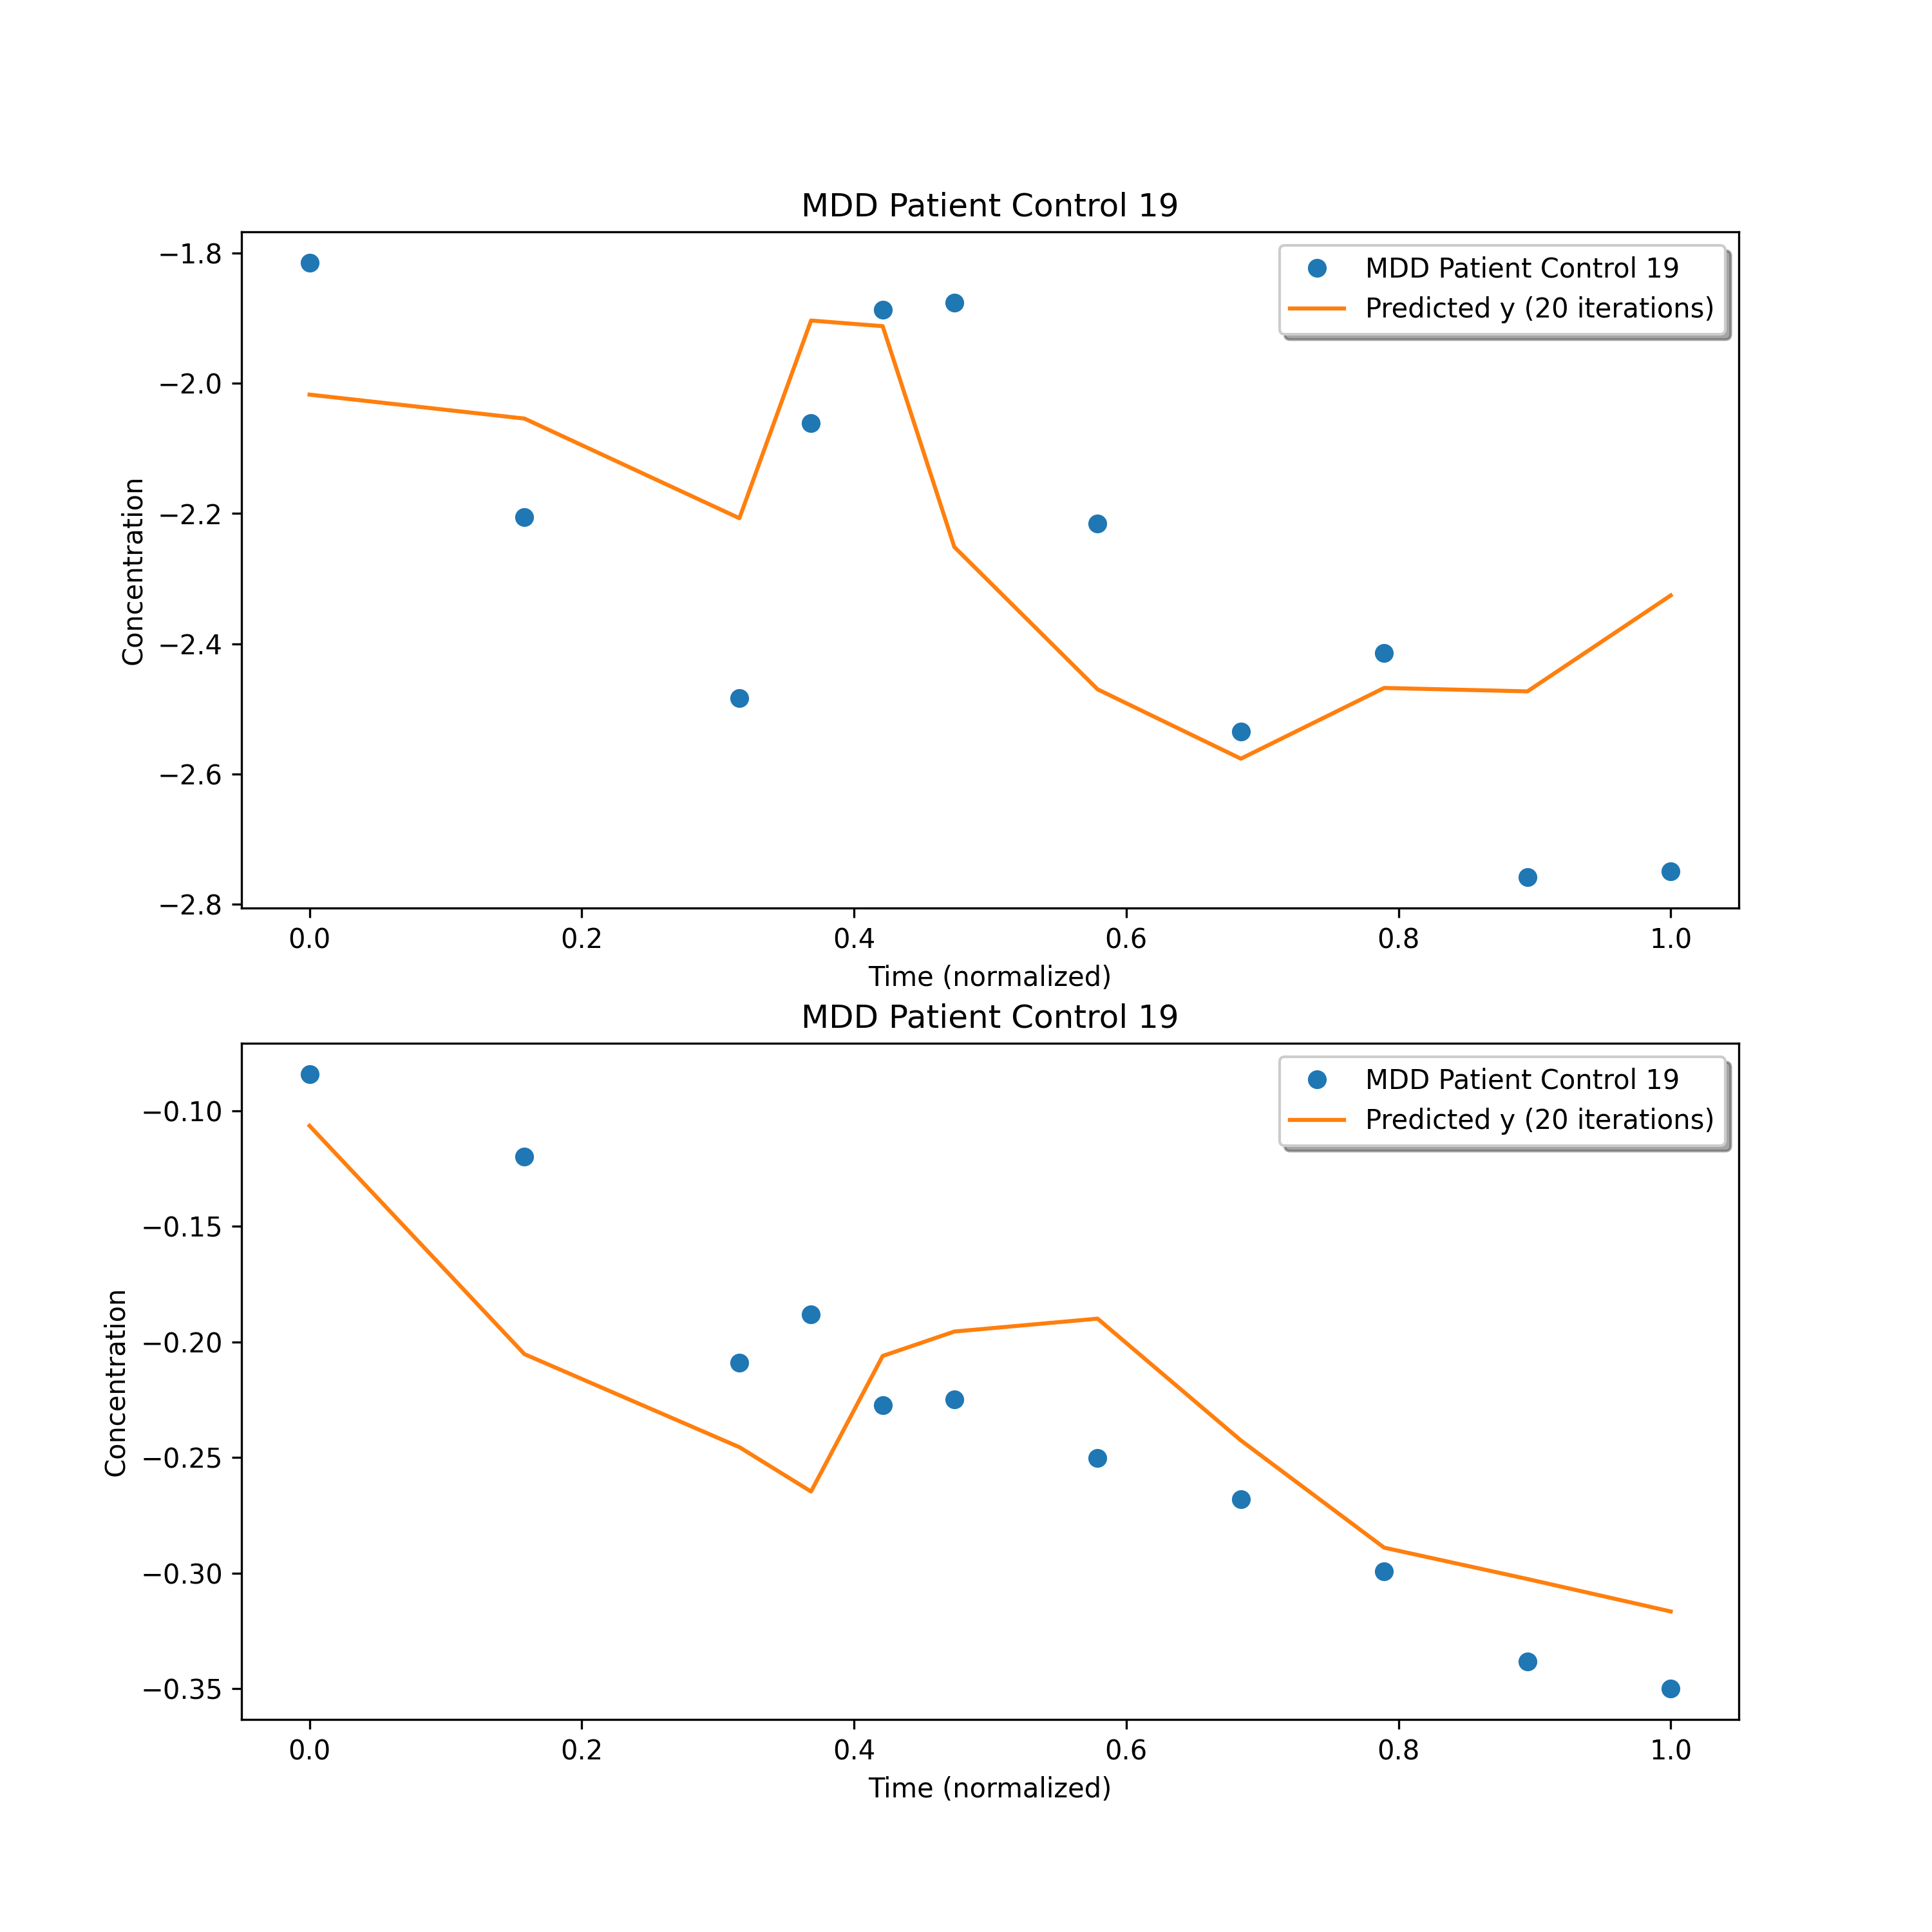 MDD Patient Control 19
−1.8
−2.0
−2.2
−2.4
−2.6
−2.8
Concentration
MDD Patient Control 19
Predicted y (20 iterations)
0.0 0.2 0.4 0.6 0.8 1.0
Time (normalized)
MDD Patient Control 19
−0.10
−0.15
−0.20
−0.25
−0.30
−0.35
Concentration
MDD Patient Control 19
Predicted y (20 iterations)
0.0 0.2 0.4 0.6 0.8 1.0
Time (normalized)